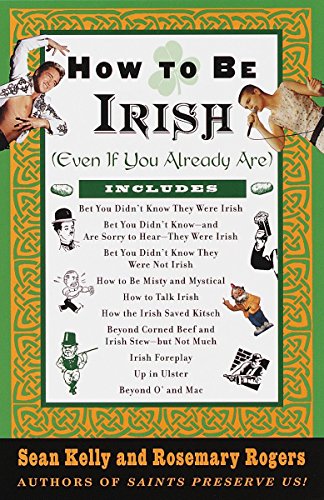 How to Be
Irish
(Even If You Already Are)
INCLUDES
Bet You Didn't Know They Were Irish
Bet You Didn't Know—and
Are Sorry to Hear—They Were Irish
Bet You Didn't Know They
Were Not Irish
How to Be Misty and Mystical
How to Talk Irish
How the Irish Saved Kitsch
Beyond Corned Beef and
Irish Stew—but Not Much
Irish Foreplay
Up in Ulster
Beyond O' and Mac
Sean Kelly and Rosemary Rogers
AUTHORS OF SAINTS PRESERVE US!